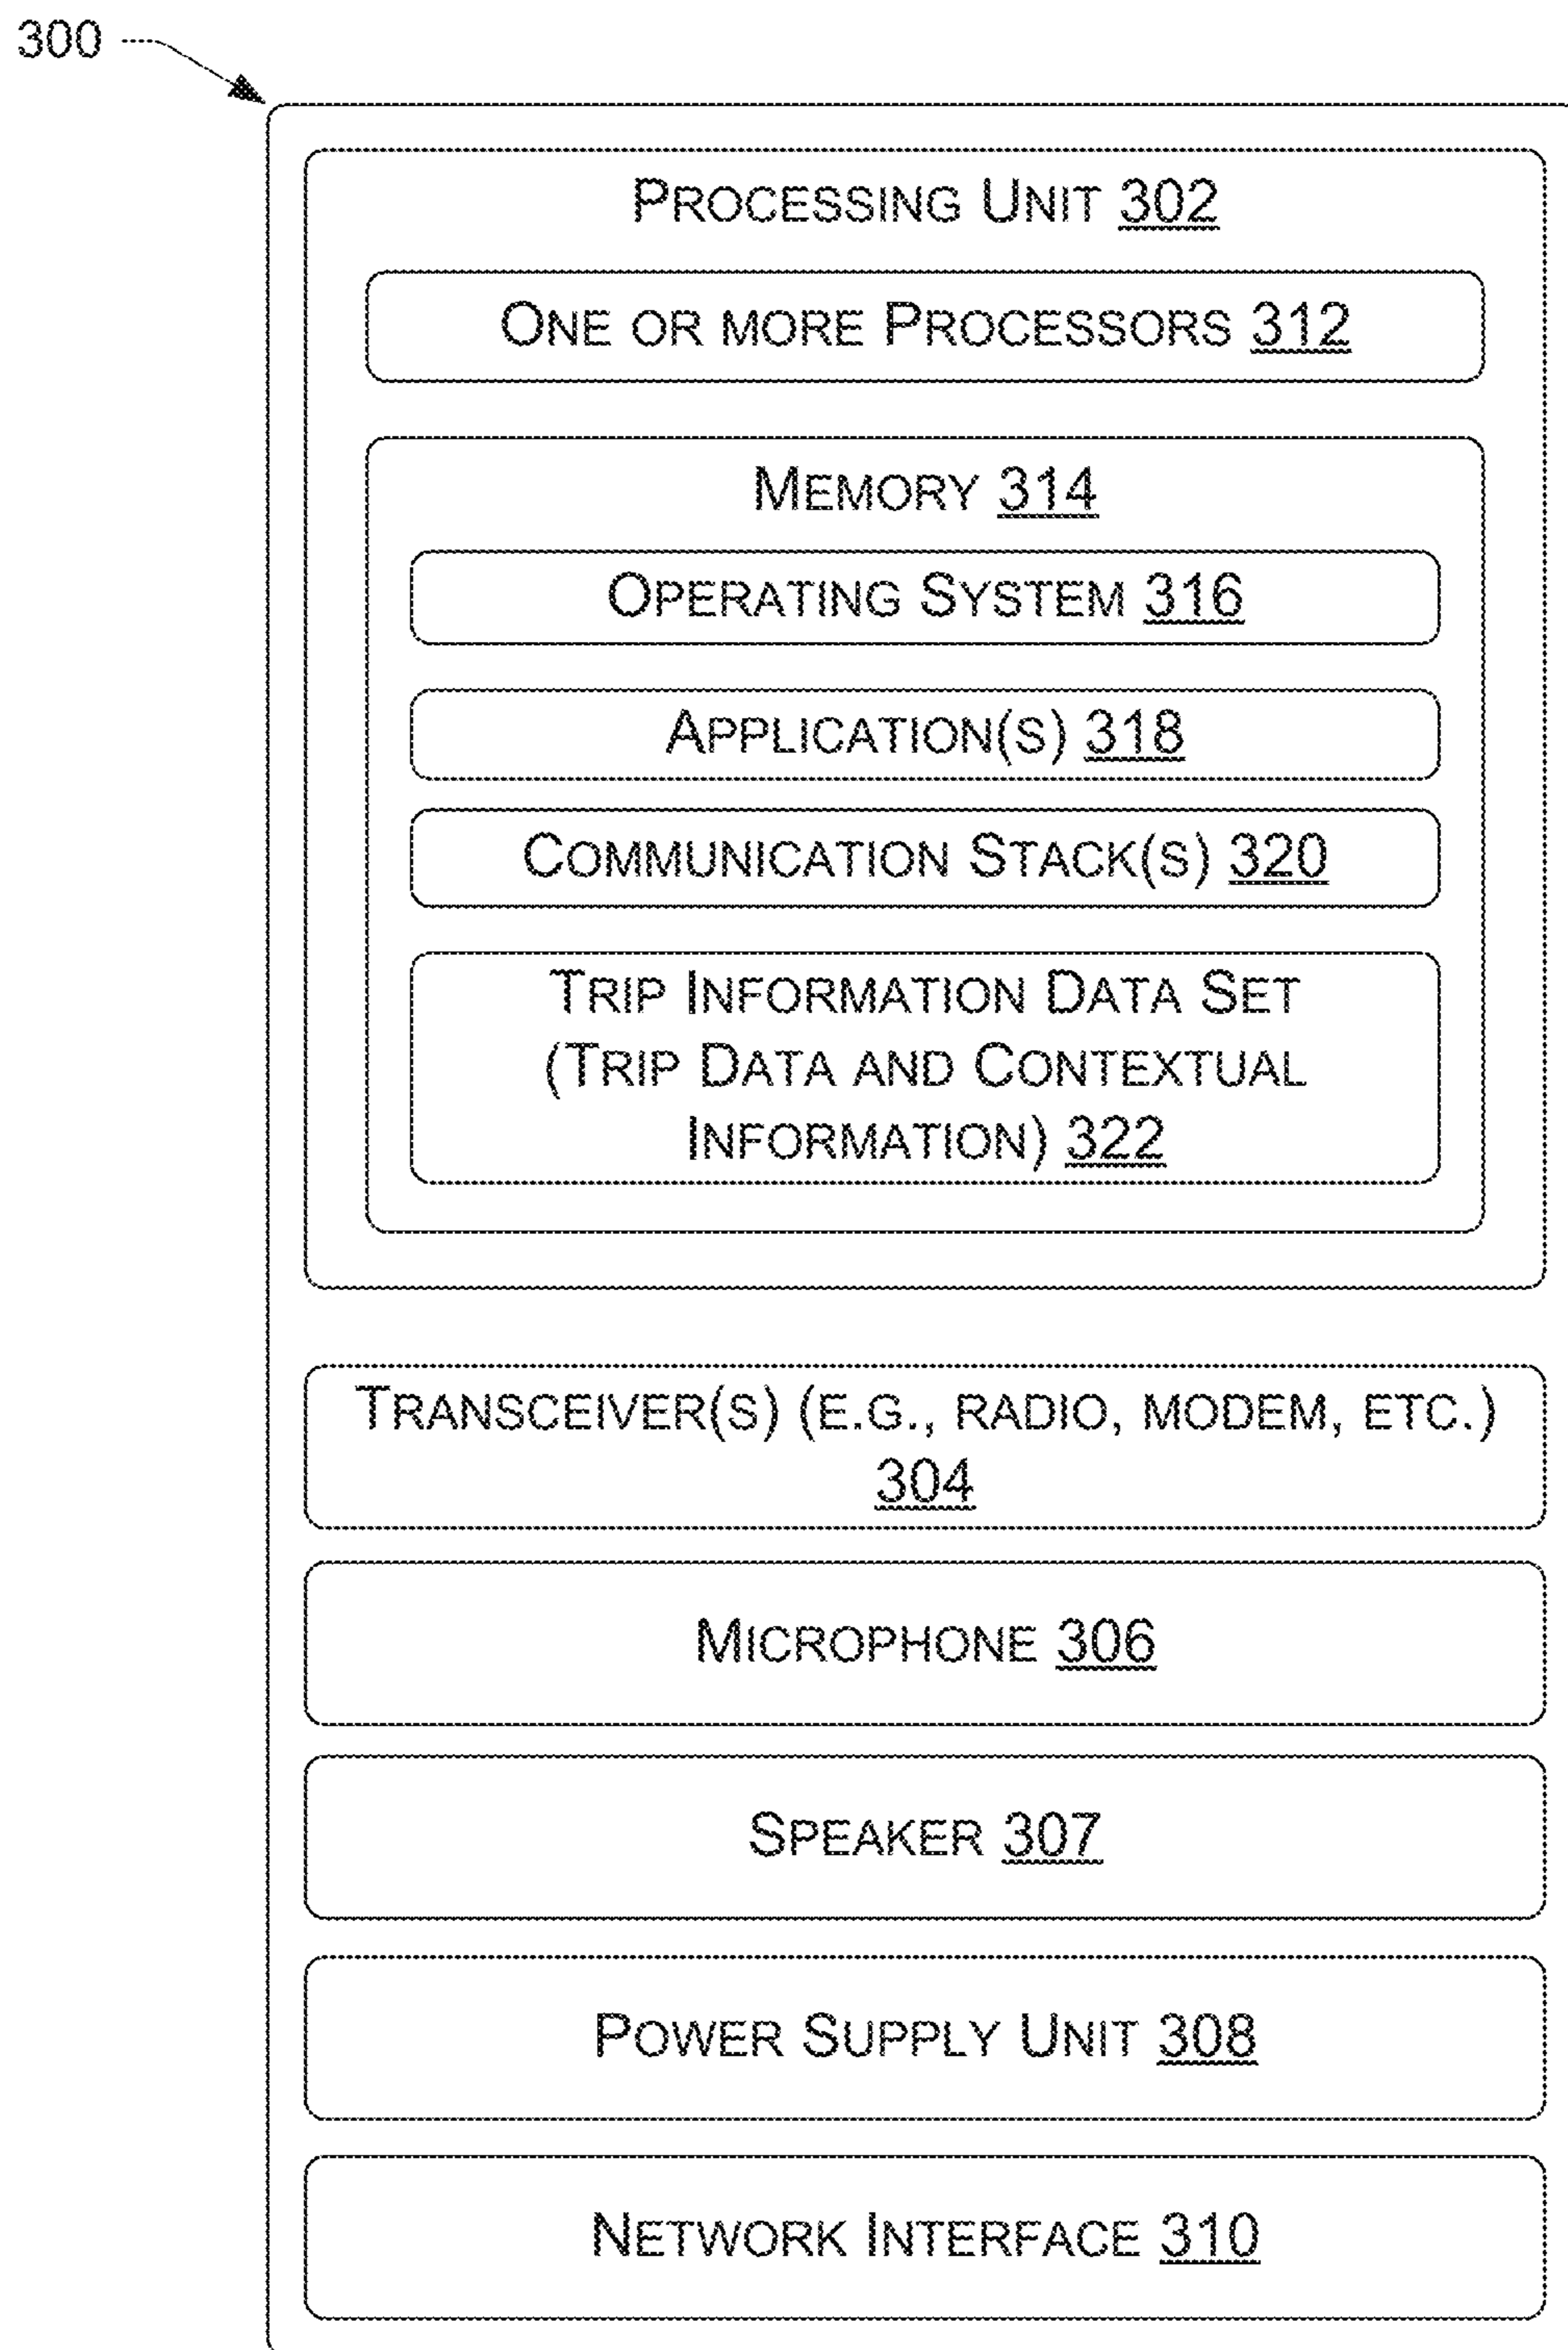 300
PROCESSING UNIT 302
ONE OR MORE PROCESSORS 312
MEMORY 314
OPERATING SYSTEM 316
APPLICATION(S) 318
COMMUNICATION STACK(S) 320
TRIP INFORMATION DATA SET
(TRIP DATA AND CONTEXTUAL
INFORMATION) 322
TRANSCEIVER(S) (E.G., RADIO, MODEM, ETC.)
304
MICROPHONE 306
SPEAKER 307
POWER SUPPLY UNIT 308
NETWORK INTERFACE 310